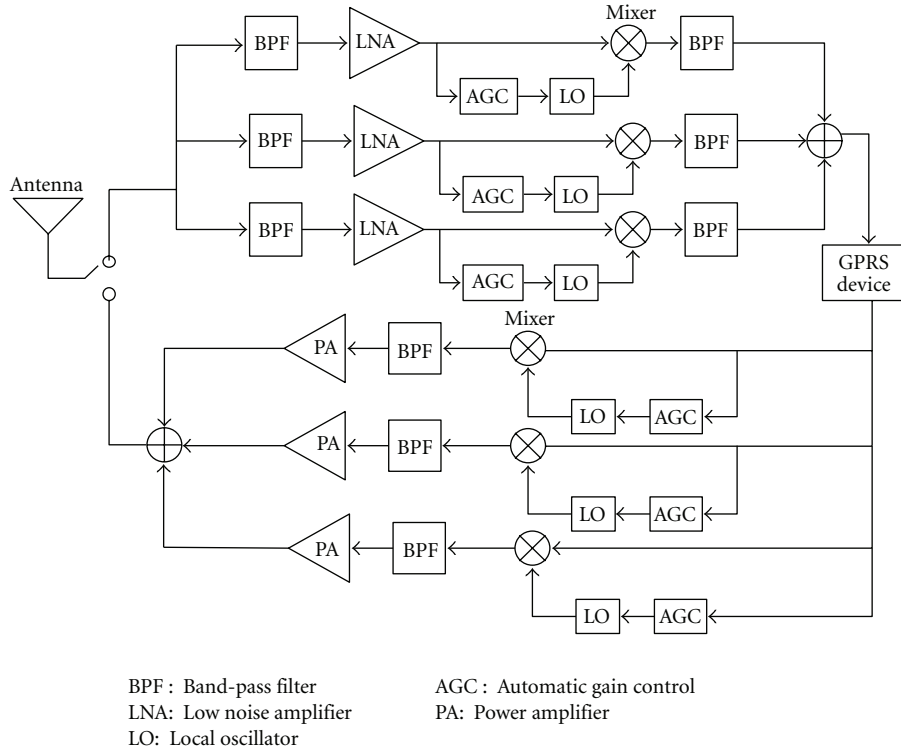 Mixer
BPF
LNA
BPF
AGC
LO
BPF
LNA
BPF
AGC
LO
Antenna
BPF
LNA
BPF
AGC
LO
GPRS
device
Mixer
PA
BPF
LO
AGC
PA
BPF
LO
AGC
PA
BPF
LO
AGC
BPF : Band-pass filter
LNA: Low noise amplifier
LO: Local oscillator
AGC : Automatic gain control
PA: Power amplifier